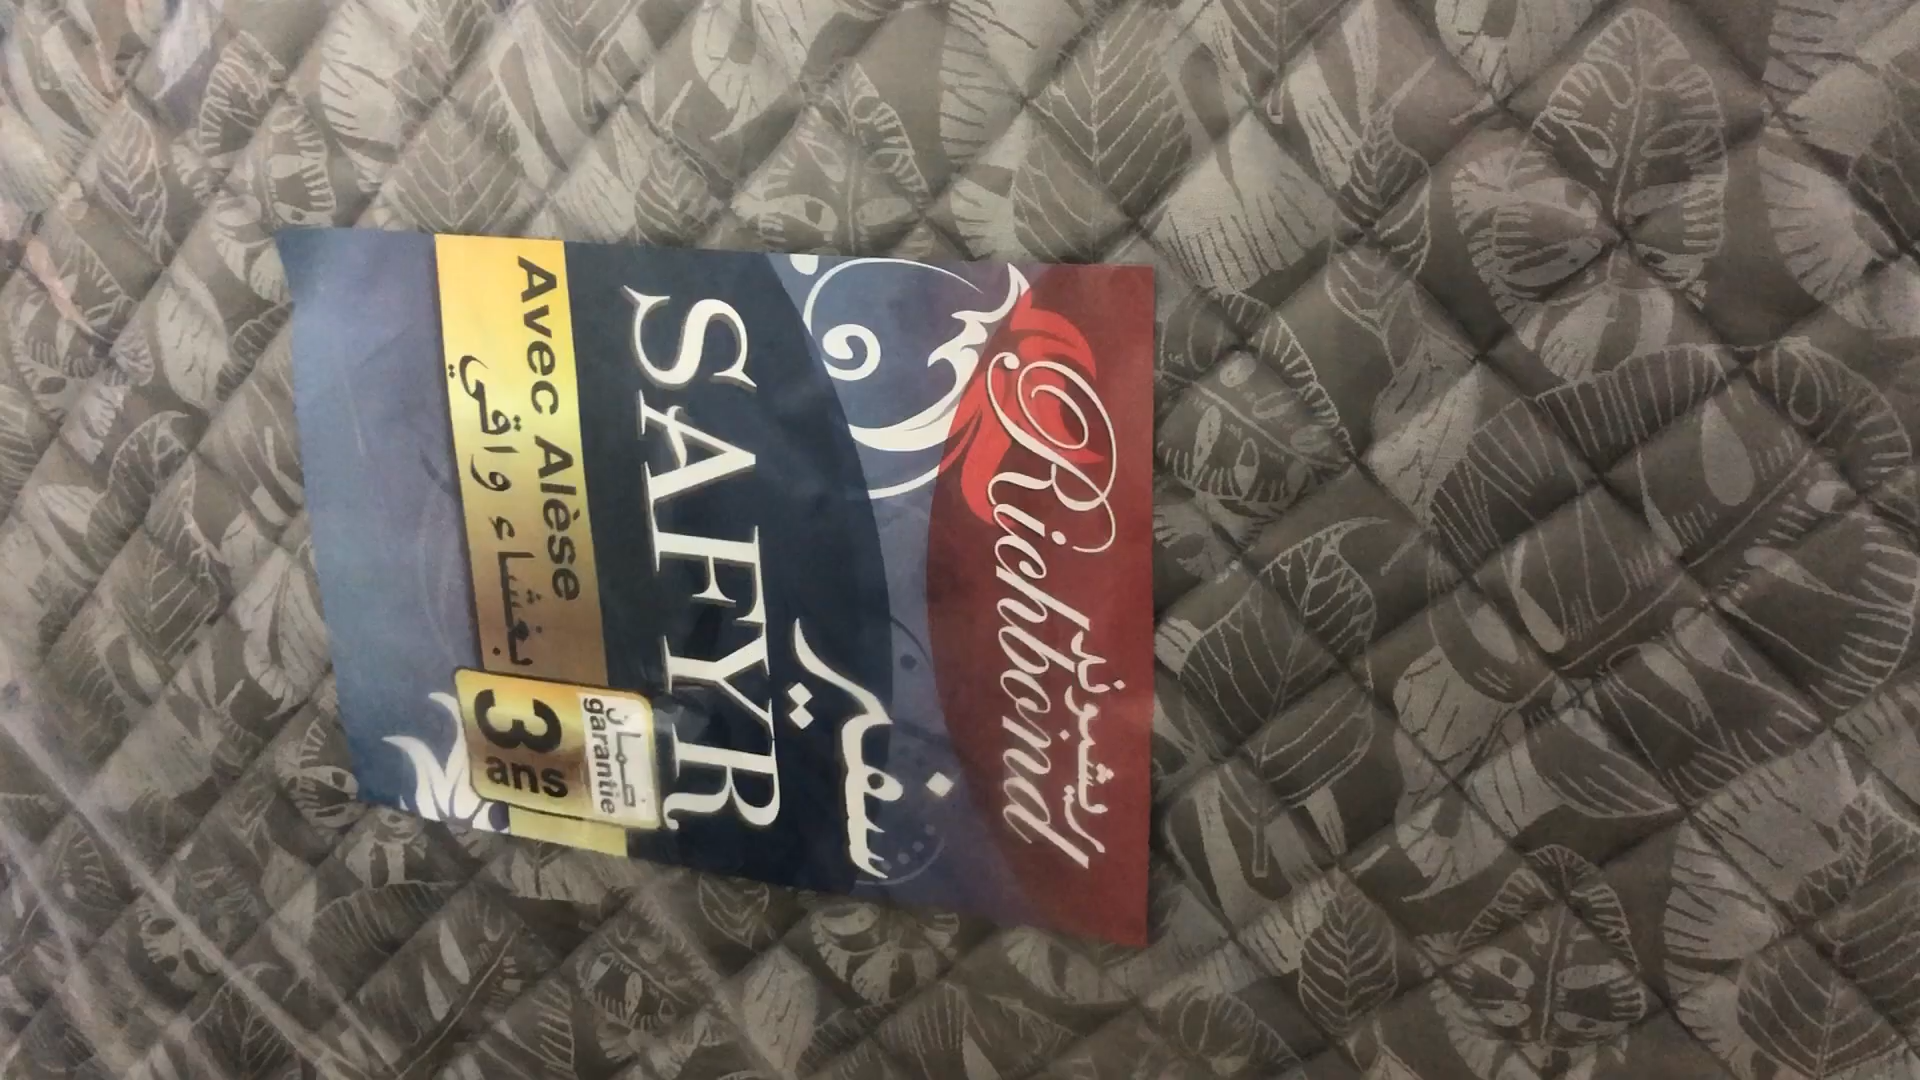 ريشبوند
Richbond
سفير
SAFYR
Avec Alèse
بغشاء واقي
ضمان
garantie
3
ans